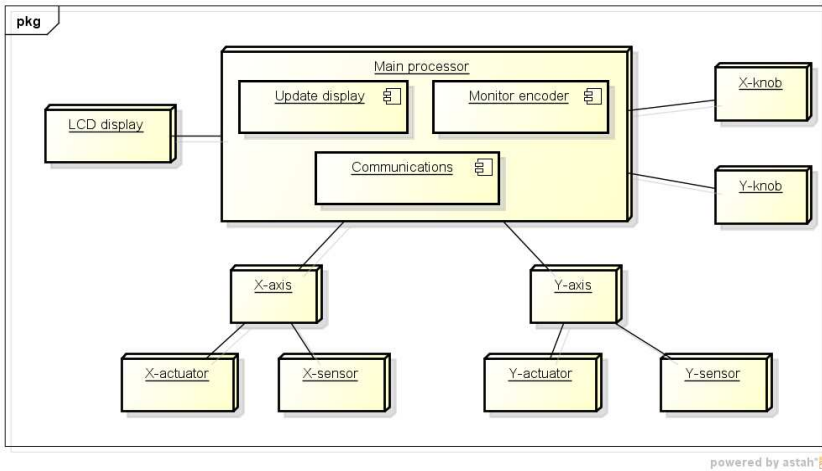 pkg
Main processor
Update display
Monitor encoder
X-knob
LCD display
Communications
Y-knob
X-axis
Y-axis
X-actuator
X-sensor
Y-actuator
Y-sensor
powered by astah*